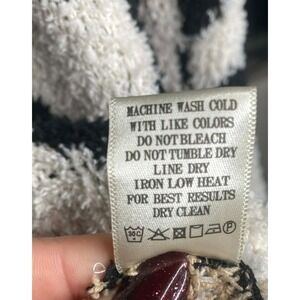 MACHINE WASH COLD
WITH LIKE COLORS
DO NOT BLEACH
DO NOT TUMBLE DRY
LINE DRY
IRON LOW HEAT
FOR BEST RESULTS
DRY CLEAN
30C P